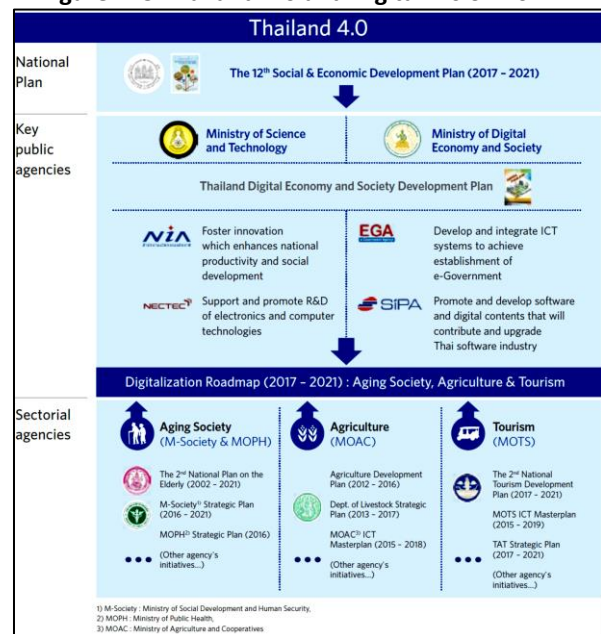 Thailand 4.0
National
Plan
The 12th Social & Economic Development Plan (2017 - 2021)
Key
public
agencies
Ministry of Science
and Technology
Ministry of Digital
Economy and Society
Thailand Digital Economy and Society Development Plan
NIA
Foster innovation
which enhances national
productivity and social
development
EGA
Develop and integrate ICT
systems to achieve
establishment of
e-Government
NECTEC
Support and promote R&D
of electronics and computer
technologies
SIPA
Promote and develop software
and digital contents that will
contribute and upgrade
Thai software industry
Digitalization Roadmap (2017 - 2021) : Aging Society, Agriculture & Tourism
Sectorial
agencies
Aging Society
(M-Society & MOPH)
The 2nd National Plan on the
Elderly (2002 - 2021)
M-Society1) Strategic Plan
(2016 - 2021)
MOPH2) Strategic Plan (2016)
(Other agency's
initiatives...)
Agriculture
(MOAC)
Agriculture Development
Plan (2012 - 2016)
Dept. of Livestock Strategic
Plan (2013 - 2017)
MOAC3) ICT
Masterplan (2015 - 2018)
(Other agency's
initiatives...)
Tourism
(MOTS)
The 2nd National
Tourism Development
Plan (2017 - 2021)
MOTS ICT Masterplan
(2015 - 2019)
TAT Strategic Plan
(2017 - 2021)
(Other agency's
initiatives...)
1) M-Society : Ministry of Social Development and Human Security,
2) MOPH : Ministry of Public Health,
3) MOAC : Ministry of Agriculture and Cooperatives